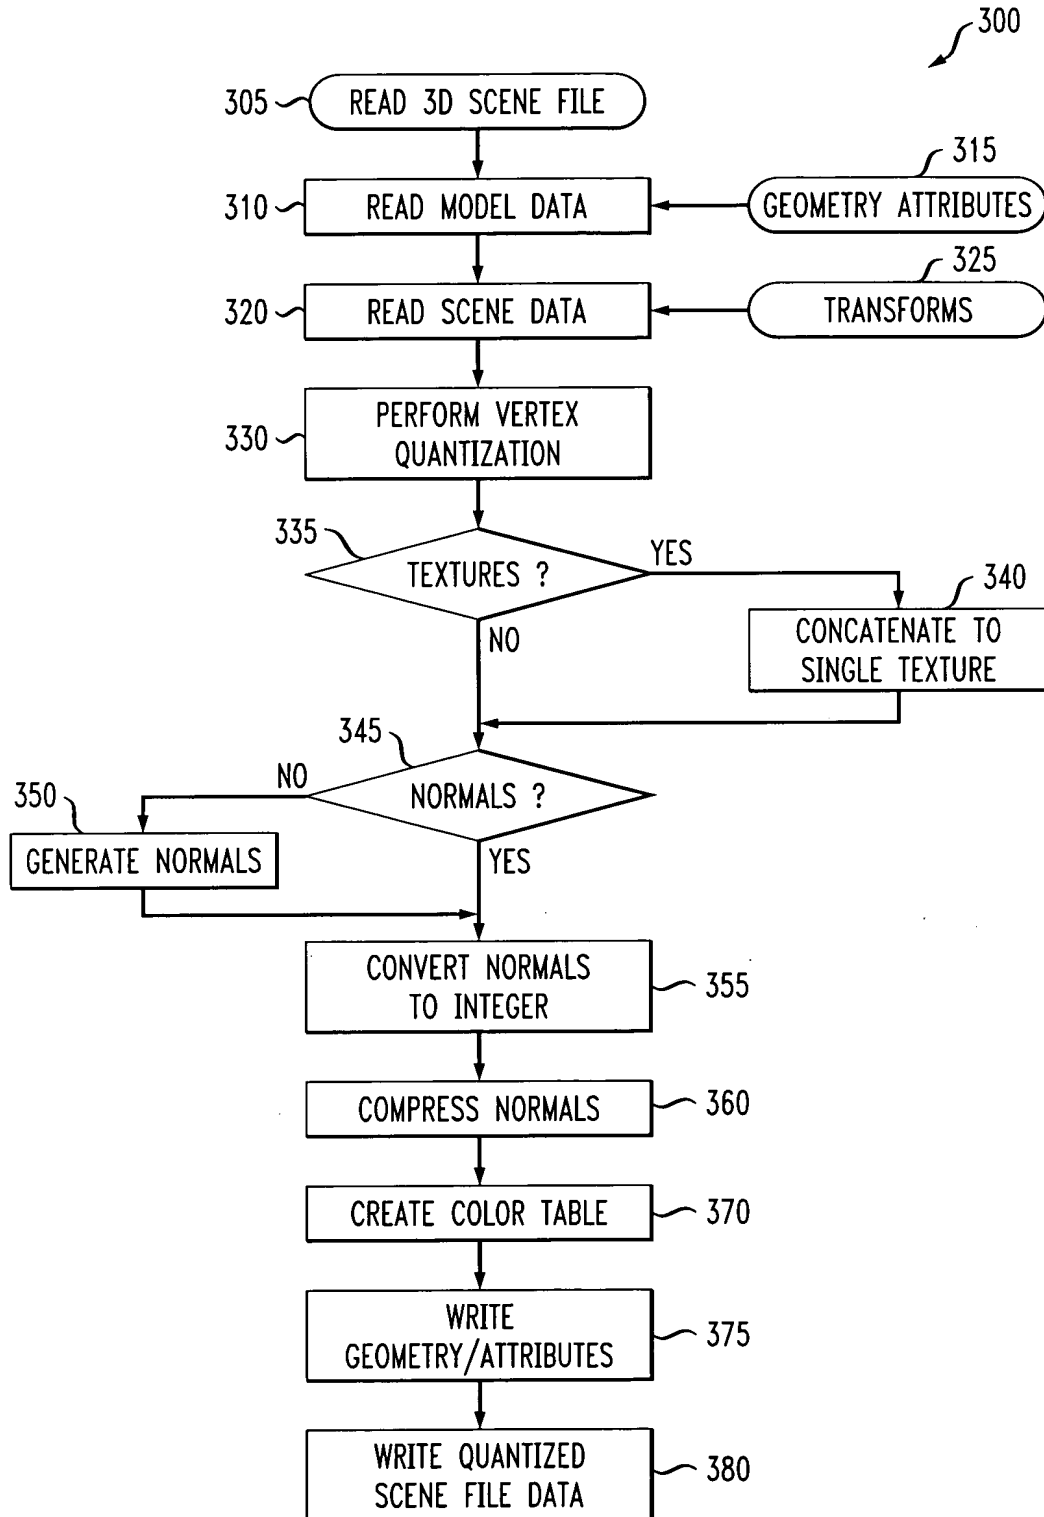 300
305
READ 3D SCENE FILE
315
310
READ MODEL DATA
GEOMETRY ATTRIBUTES
325
320
READ SCENE DATA
TRANSFORMS
330
PERFORM VERTEX
QUANTIZATION
335
TEXTURES ?
YES
340
NO
CONCATENATE TO
SINGLE TEXTURE
345
NORMALS ?
NO
350
GENERATE NORMALS
YES
CONVERT NORMALS
TO INTEGER
355
COMPRESS NORMALS
360
CREATE COLOR TABLE
370
WRITE
GEOMETRY/ATTRIBUTES
375
WRITE QUANTIZED
SCENE FILE DATA
380